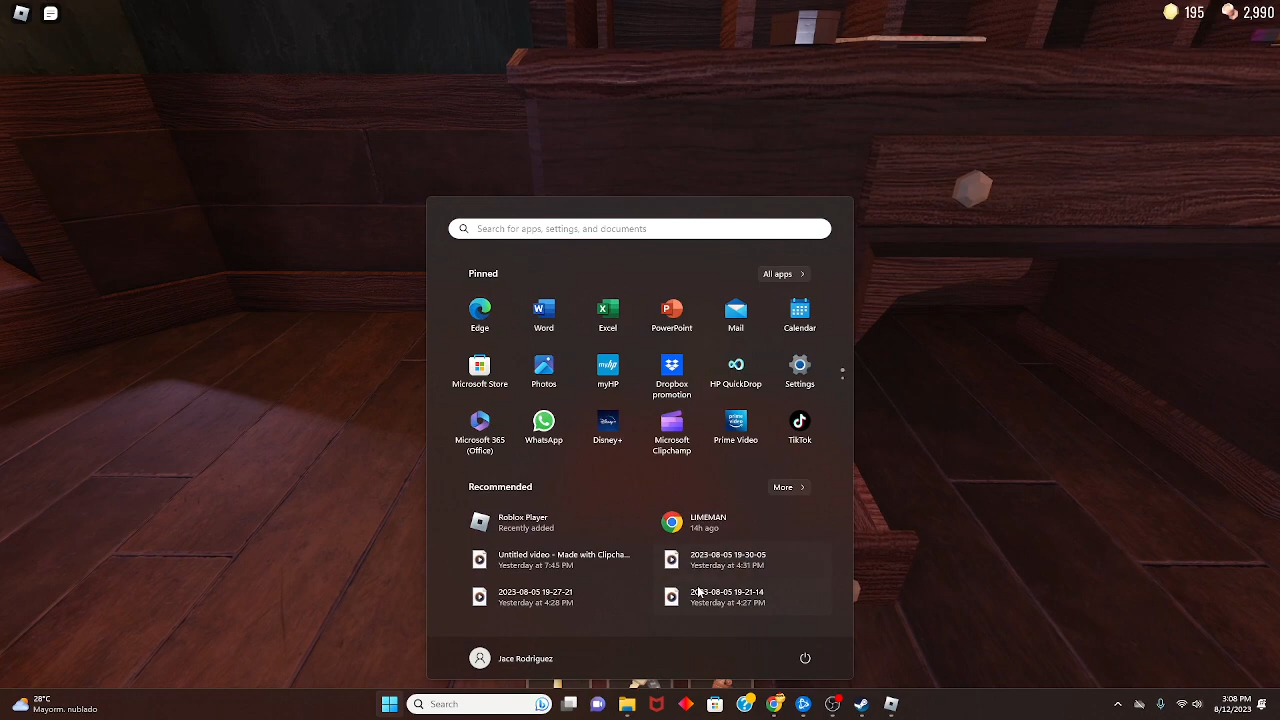 195
2,990
Search for apps, settings, and documents
Pinned
All apps
Edge
Word
Excel
PowerPoint
Mail
Calendar
Microsoft Store
Photos
myhp
myHP
Dropbox
promotion
HP QuickDrop
Settings
Microsoft 365
(Office)
WhatsApp
Disney+
Disney+
Microsoft
Clipchamp
prime video
Prime Video
TikTok
Recommended
More
Roblox Player
Recently added
LIMEMAN
14h ago
Untitled video - Made with Clipcha...
Yesterday at 7:45 PM
2023-08-05 19-30-05
Yesterday at 4:31 PM
2023-08-05 19-27-21
Yesterday at 4:28 PM
2023-08-05 19-21-14
Yesterday at 4:27 PM
Jace Rodriguez
28°C
Mayorm. nublado
Search
3:08 PM
8/12/2023